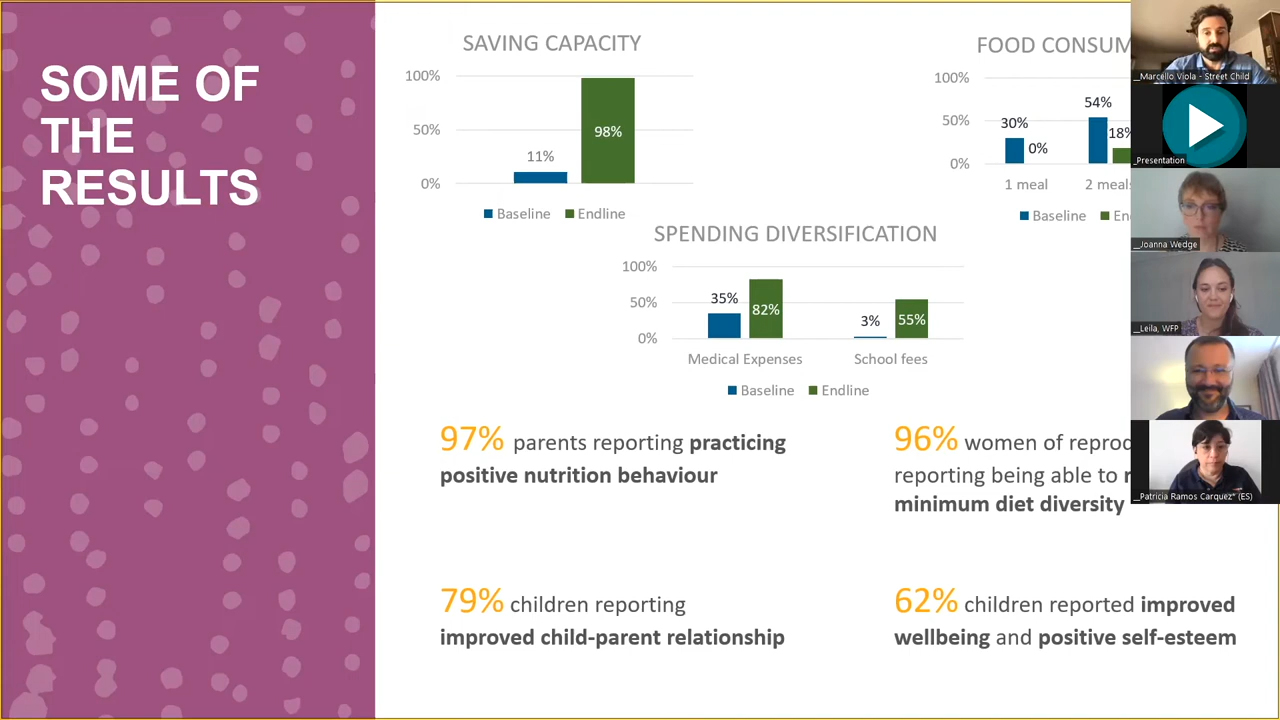 SOME OF
THE
RESULTS
SAVING CAPACITY
100%
50%
0%
11%
98%
Baseline
Endline
FOOD CONSUM
100%
50%
0%
30%
0%
54%
18%
1 meal
2 meals
Baseline
En
SPENDING DIVERSIFICATION
100%
50%
0%
35%
82%
3%
55%
Medical Expenses
School fees
Baseline
Endline
97% parents reporting practicing
positive nutrition behaviour
96% women of reprod
reporting being able to
minimum diet diversity
79% children reporting
improved child-parent relationship
62% children reported improved
wellbeing and positive self-esteem
_Marcello Viola - Street Child
_Presentation
_Joanna Wedge
_Leila, WFP
_Patricia Ramos Carquez* (ES)